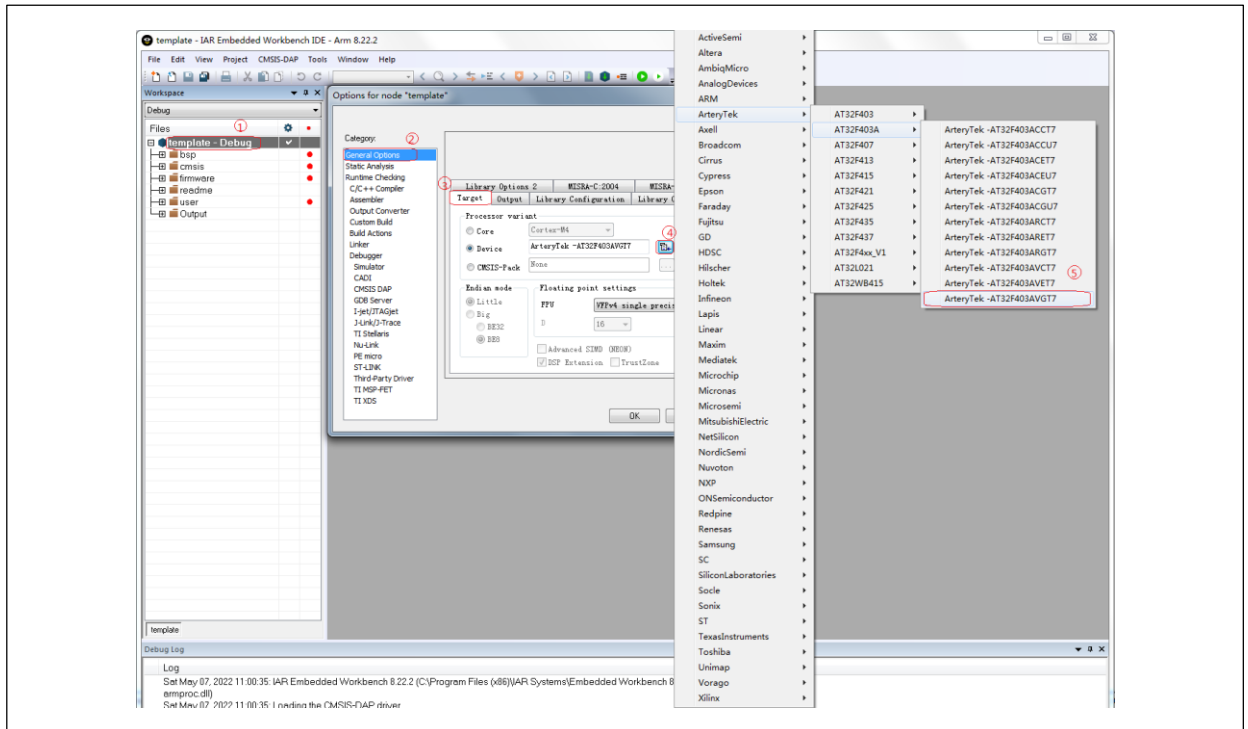 template - IAR Embedded Workbench IDE - Arm 8.22.2
File Edit View Project CMSIS-DAP Tools Window Help
Workspace
Debug
Files
①
template - Debug
bsp
cmsis
firmware
readme
user
Output
template
Options for node "template"
Category:
②
General Options
Static Analysis
Runtime Checking
C/C++ Compiler
Assembler
Output Converter
Custom Build
Build Actions
Linker
Debugger
Simulator
CADI
CMSIS DAP
GDB Server
I-jet/JTAGjet
J-Link/J-Trace
TI Stellaris
Nu-Link
PE micro
ST-LINK
Third-Party Driver
TI MSP-FET
TI XDS
③
Library Options 2 MISRA-C:2004 MISRA-
Target Output Library Configuration Library
Processor variant
Core Cortex-M4
④
Device ArteryTek -AT32F403AVGT7
CMSIS-Pack None ...
Endian mode
Little
Big
BE32
BE8
Floating point settings
FPU VFPv4 single precis
D 16
Advanced SIMD (NEON)
DSP Extension TrustZone
OK
ActiveSemi
Altera
AmbiqMicro
AnalogDevices
ARM
ArteryTek
Axell
Broadcom
Cirrus
Cypress
Epson
Faraday
Fujitsu
GD
HDSC
Hilscher
Holtek
Infineon
Lapis
Linear
Maxim
Mediatek
Microchip
Micronas
Microsemi
MitsubishiElectric
NetSilicon
NordicSemi
Nuvoton
NXP
ONSemiconductor
Redpine
Renesas
Samsung
SC
SiliconLaboratories
Socle
Sonix
ST
TexasInstruments
Toshiba
Unimap
Vorago
Xilinx
AT32F403
AT32F403A
AT32F407
AT32F413
AT32F415
AT32F421
AT32F425
AT32F435
AT32F437
AT32F4xx_V1
AT32L021
AT32WB415
ArteryTek -AT32F403ACCT7
ArteryTek -AT32F403ACCU7
ArteryTek -AT32F403ACET7
ArteryTek -AT32F403ACEU7
ArteryTek -AT32F403ACGT7
ArteryTek -AT32F403ACGU7
ArteryTek -AT32F403ARCT7
ArteryTek -AT32F403ARET7
ArteryTek -AT32F403ARGT7
ArteryTek -AT32F403AVCT7
⑤
ArteryTek -AT32F403AVET7
ArteryTek -AT32F403AVGT7
Debug Log
Log
Sat May 07, 2022 11:00:35: IAR Embedded Workbench 8.22.2 (C:\Program Files (x86)\IAR Systems\Embedded Workbench 8
armproc.dll)
Sat May 07, 2022 11:00:35: Loading the CMSIS-DAP driver